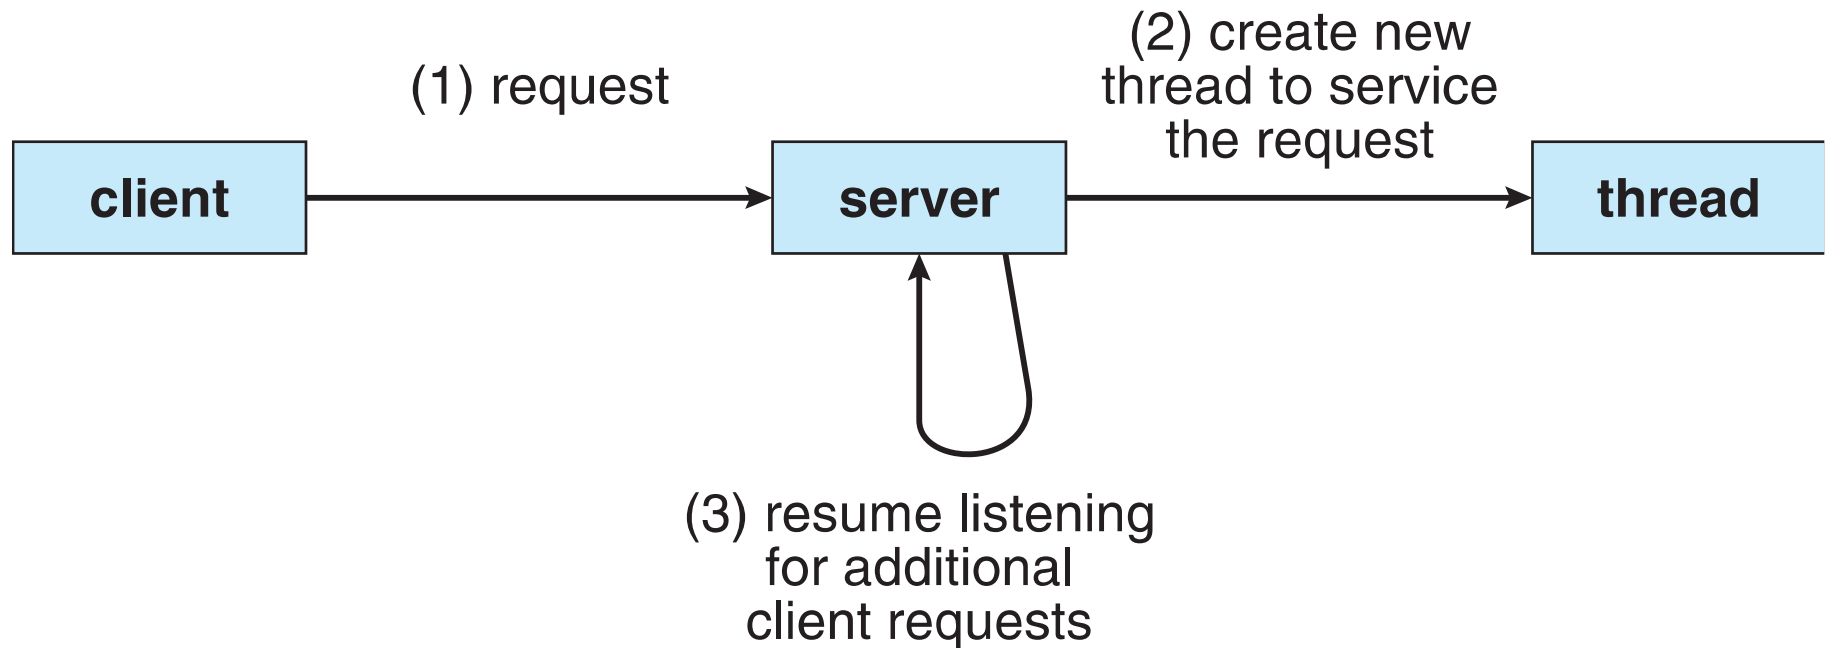 (1) request
(2) create new
thread to service
the request
client
server
thread
(3) resume listening
for additional
client requests